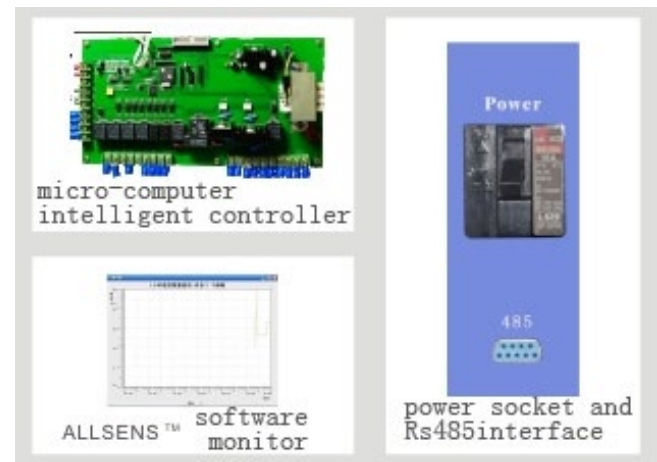 micro-computer
intelligent controller
ALLSENS™ software
monitor
Power
485
power socket and
Rs485interface